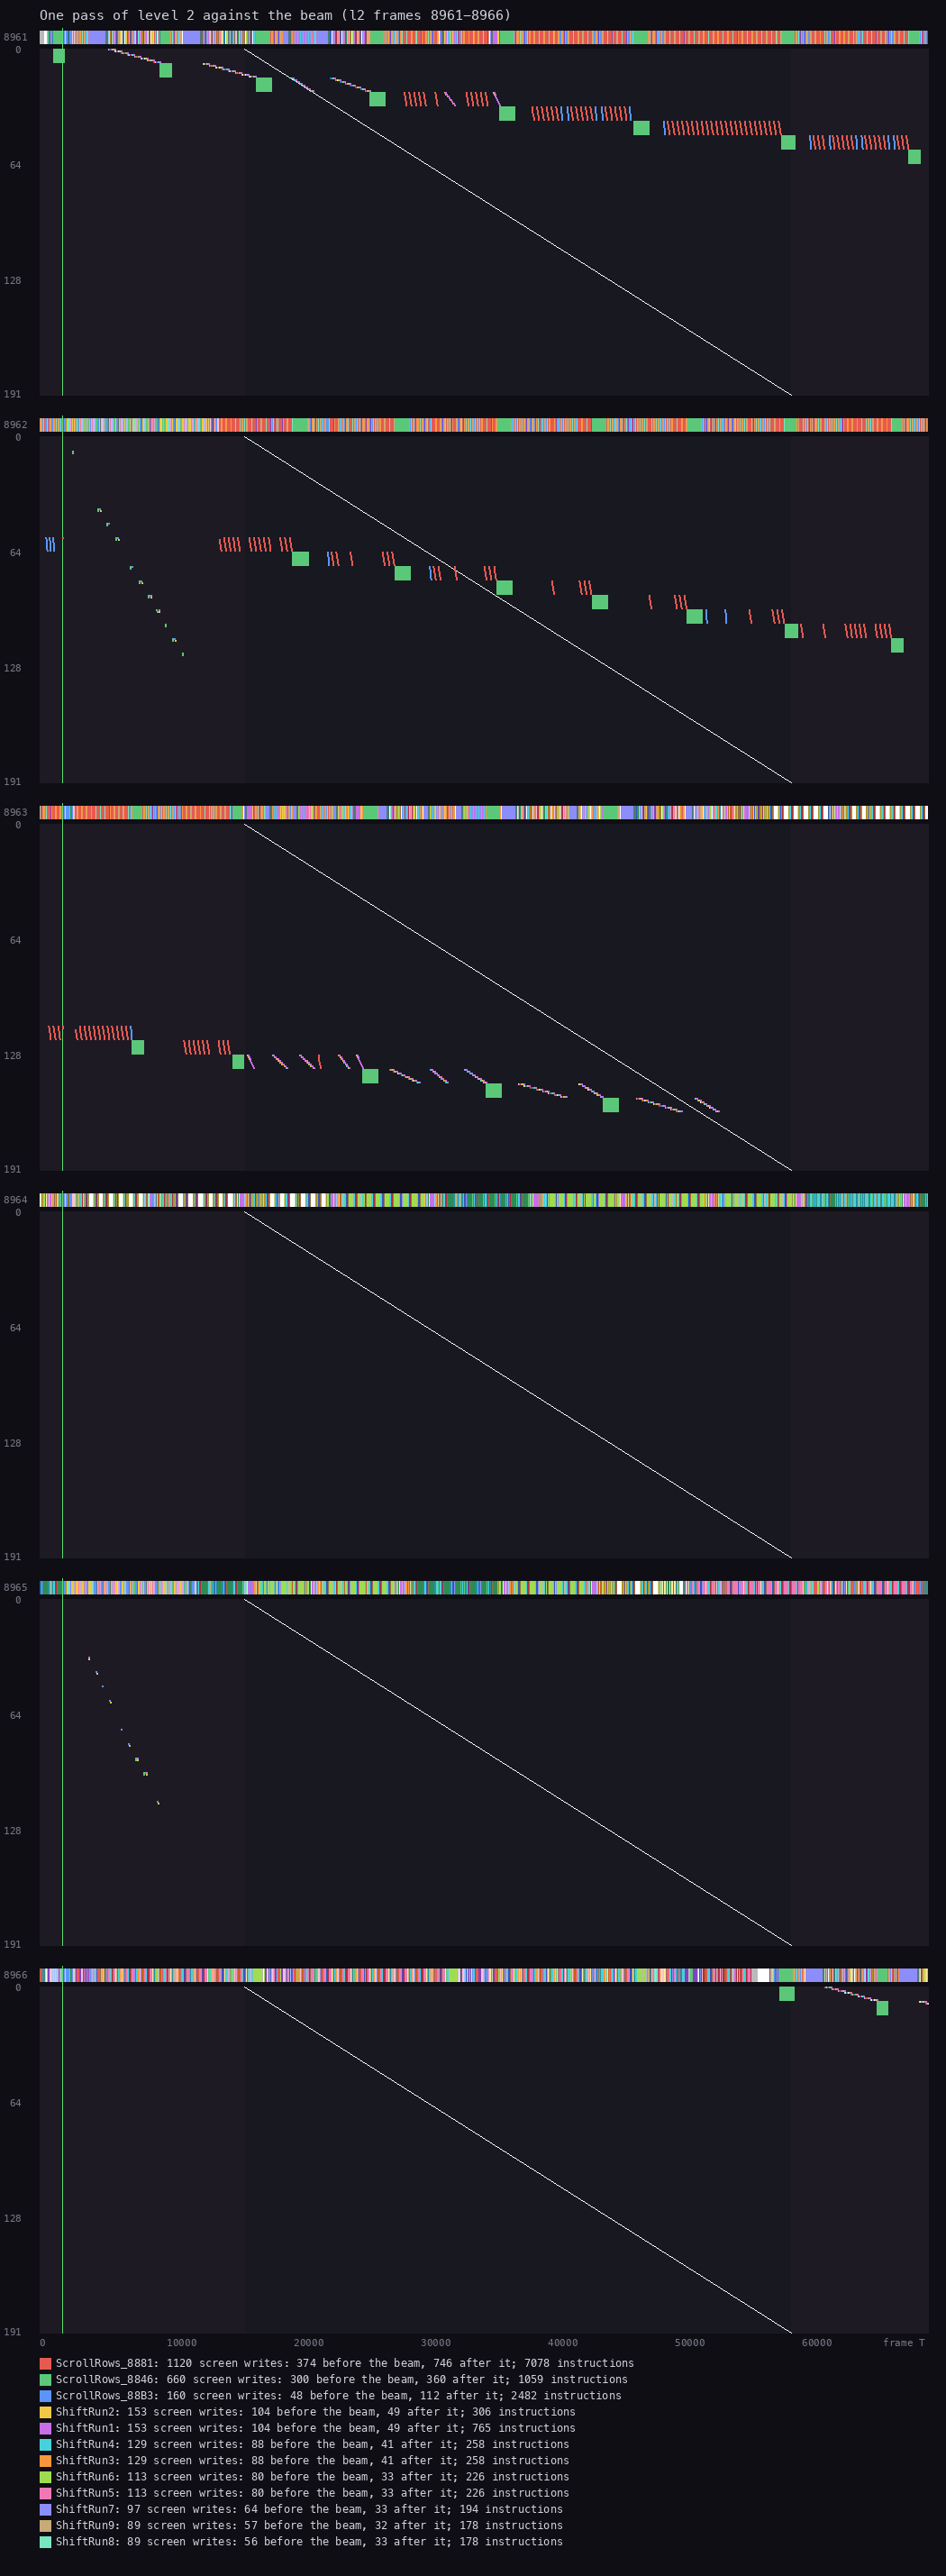 One pass of level 2 against the beam (l2 frames 8961–8966)
8961
0
64
128
191
8962
0
64
128
191
8963
0
64
128
191
8964
0
64
128
191
8965
0
64
128
191
8966
0
64
128
191
0 10000 20000 30000 40000 50000 60000 frame T
ScrollRows_8881: 1120 screen writes: 374 before the beam, 746 after it; 7078 instructions
ScrollRows_8846: 660 screen writes: 300 before the beam, 360 after it; 1059 instructions
ScrollRows_88B3: 160 screen writes: 48 before the beam, 112 after it; 2482 instructions
ShiftRun2: 153 screen writes: 104 before the beam, 49 after it; 306 instructions
ShiftRun1: 153 screen writes: 104 before the beam, 49 after it; 765 instructions
ShiftRun4: 129 screen writes: 88 before the beam, 41 after it; 258 instructions
ShiftRun3: 129 screen writes: 88 before the beam, 41 after it; 258 instructions
ShiftRun6: 113 screen writes: 80 before the beam, 33 after it; 226 instructions
ShiftRun5: 113 screen writes: 80 before the beam, 33 after it; 226 instructions
ShiftRun7: 97 screen writes: 64 before the beam, 33 after it; 194 instructions
ShiftRun9: 89 screen writes: 57 before the beam, 32 after it; 178 instructions
ShiftRun8: 89 screen writes: 56 before the beam, 33 after it; 178 instructions